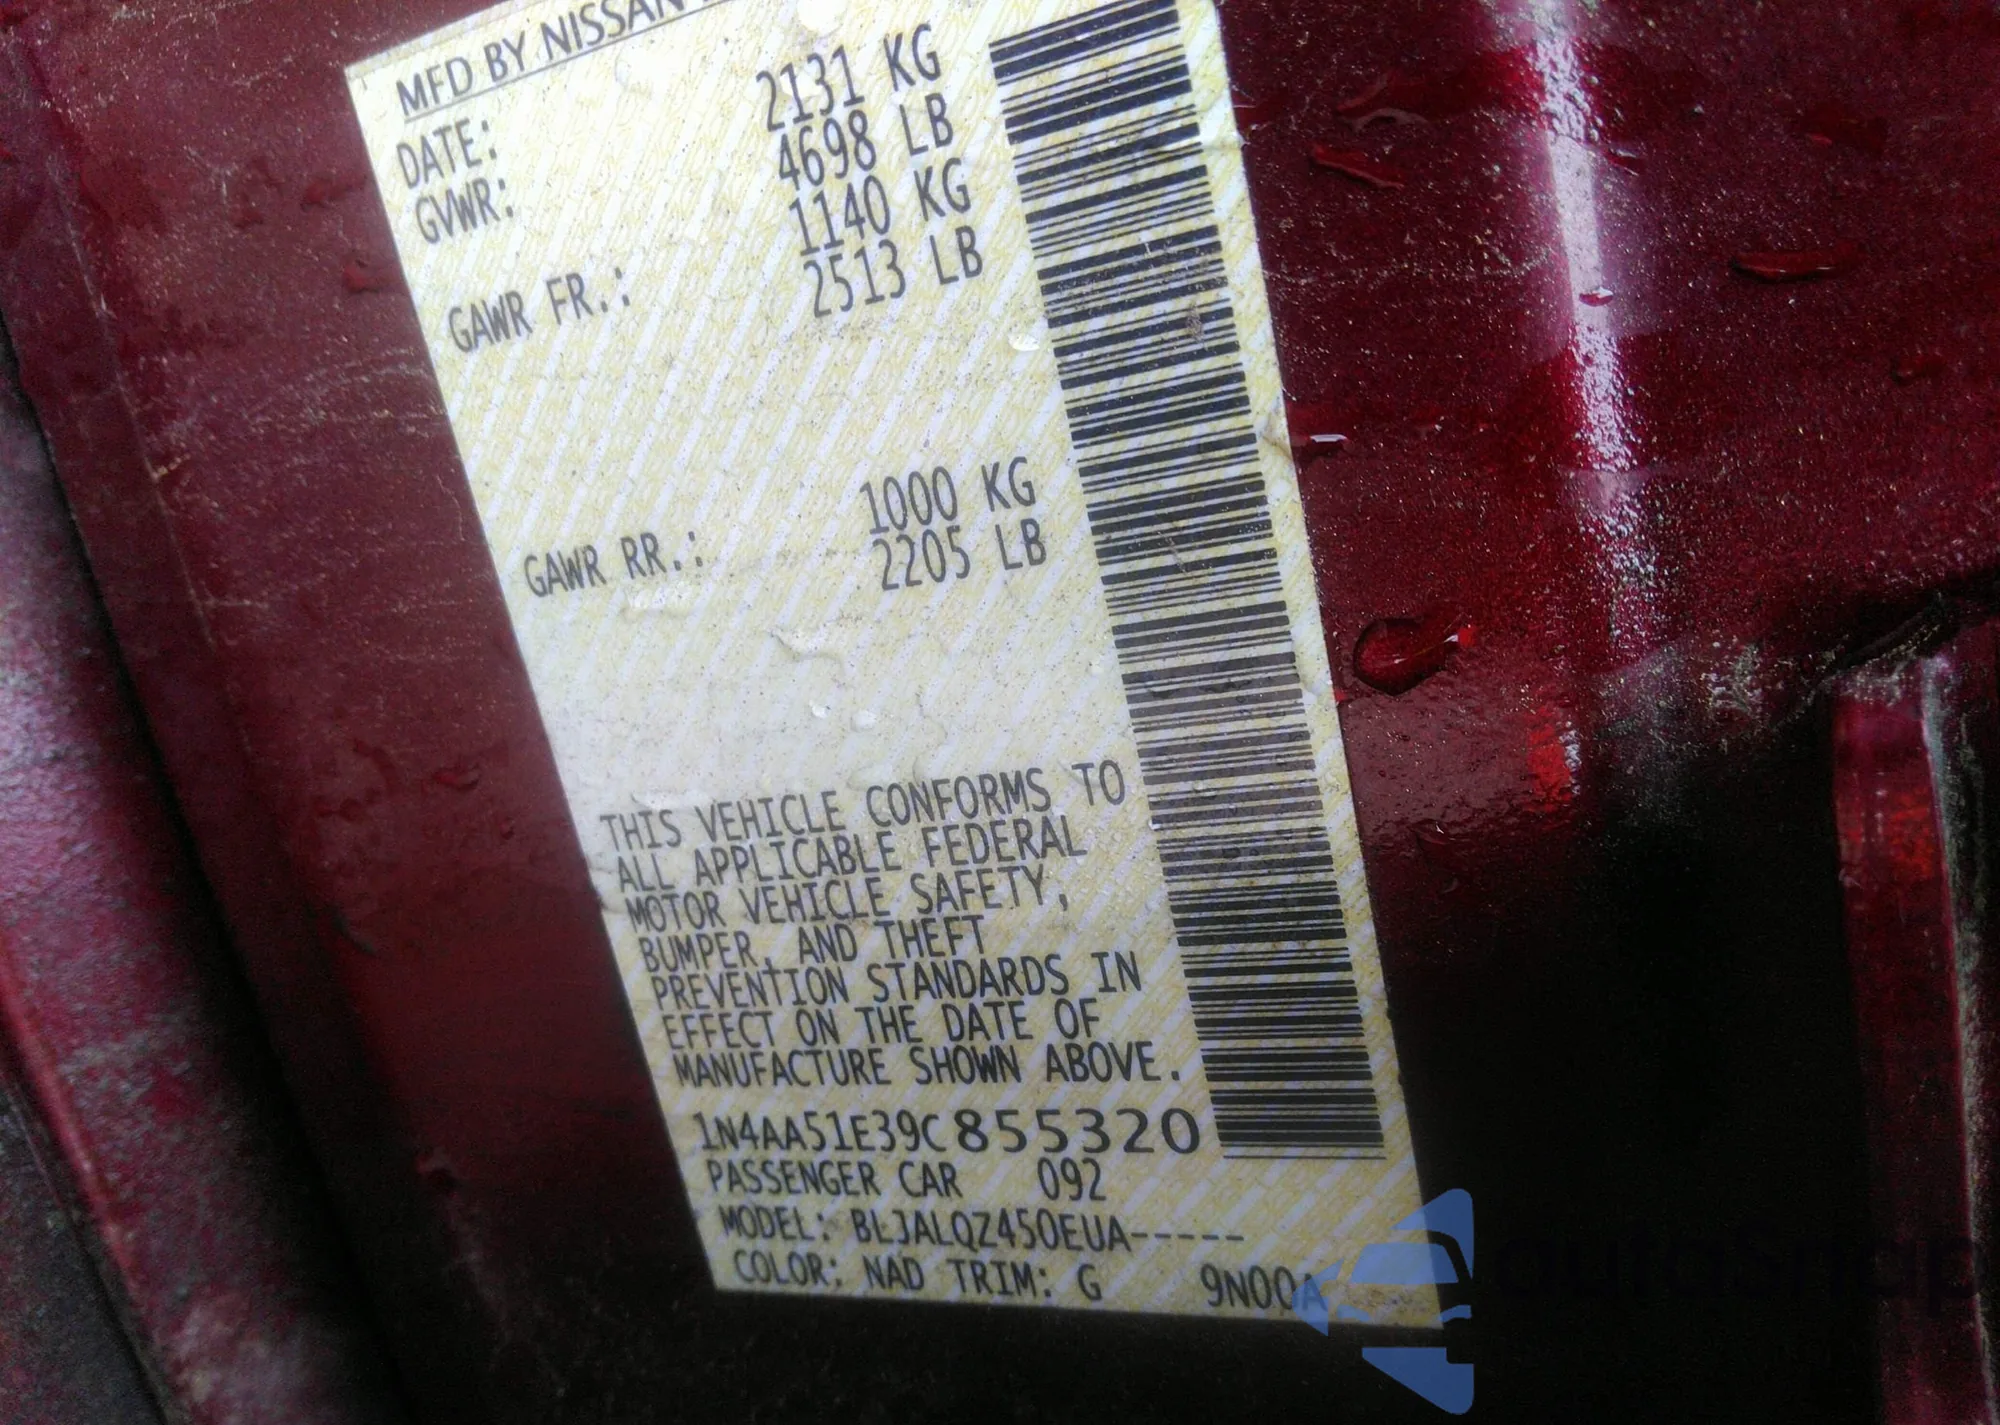 MFD BY NISSAN
DATE:
GVWR: 2131 KG
4698 LB
GAWR FR.: 1140 KG
2513 LB
GAWR RR.: 1000 KG
2205 LB
THIS VEHICLE CONFORMS TO
ALL APPLICABLE FEDERAL
MOTOR VEHICLE SAFETY,
BUMPER, AND THEFT
PREVENTION STANDARDS IN
EFFECT ON THE DATE OF
MANUFACTURE SHOWN ABOVE.
1N4AA51E39C855320
PASSENGER CAR 092
MODEL: BLJALQZ450EUA-----
COLOR: NAD TRIM: G 9N00A
autosnap